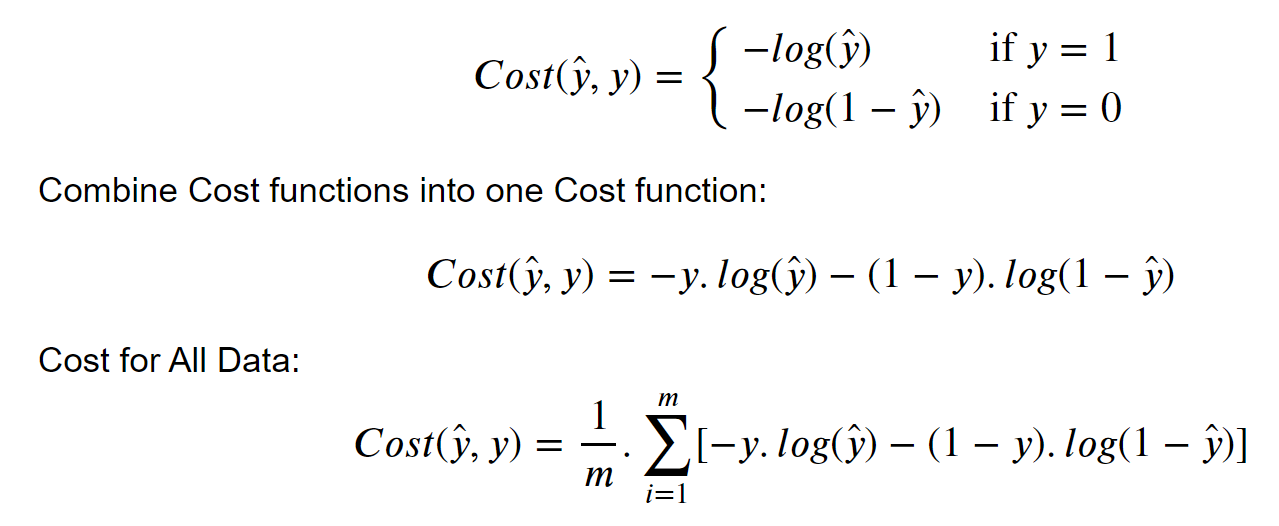 Cost(ŷ, y) = { −log(ŷ) if y = 1
−log(1 − ŷ) if y = 0
Combine Cost functions into one Cost function:
Cost(ŷ, y) = −y. log(ŷ) − (1 − y). log(1 − ŷ)
Cost for All Data:
Cost(ŷ, y) = 1/m . ∑_{i=1}^{m} [−y. log(ŷ) − (1 − y). log(1 − ŷ)]